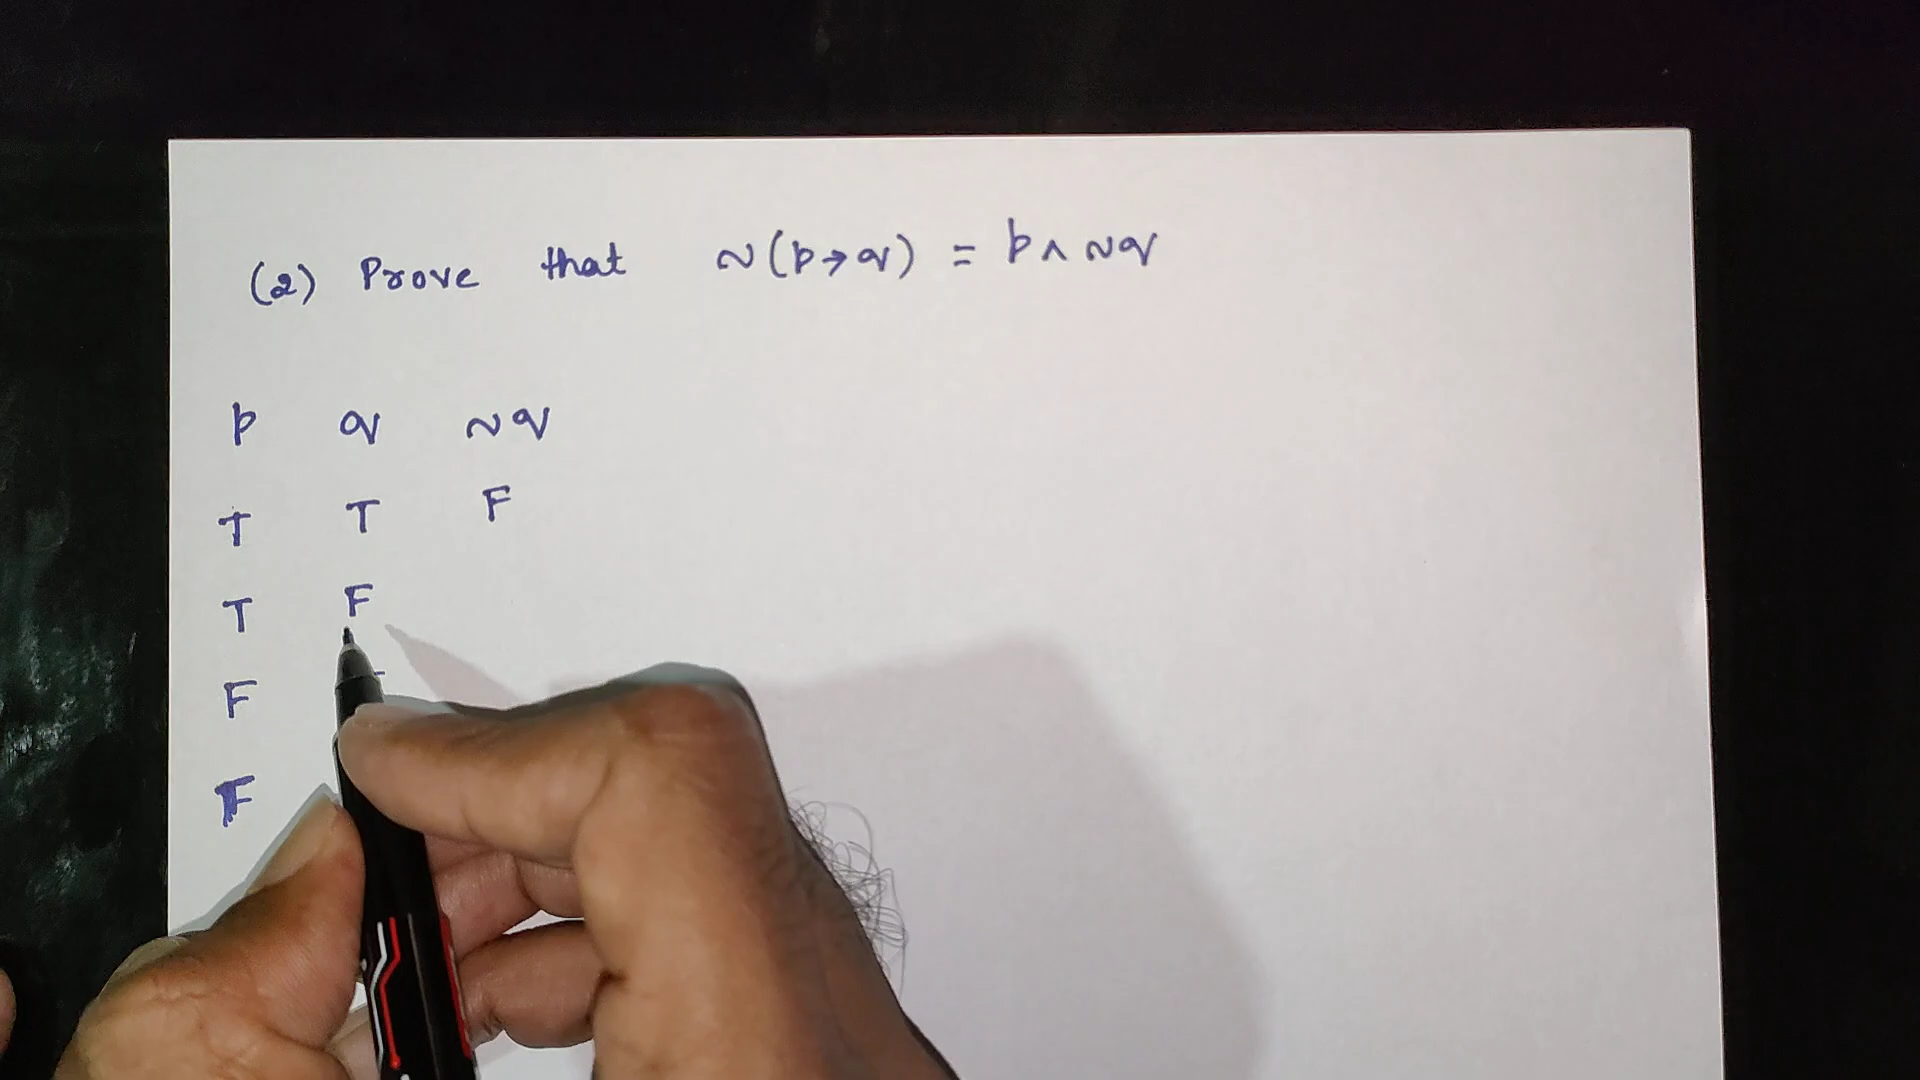 (2) Prove that ~(p→q) = p∧~q
p q ~q
T T F
T F
F
F